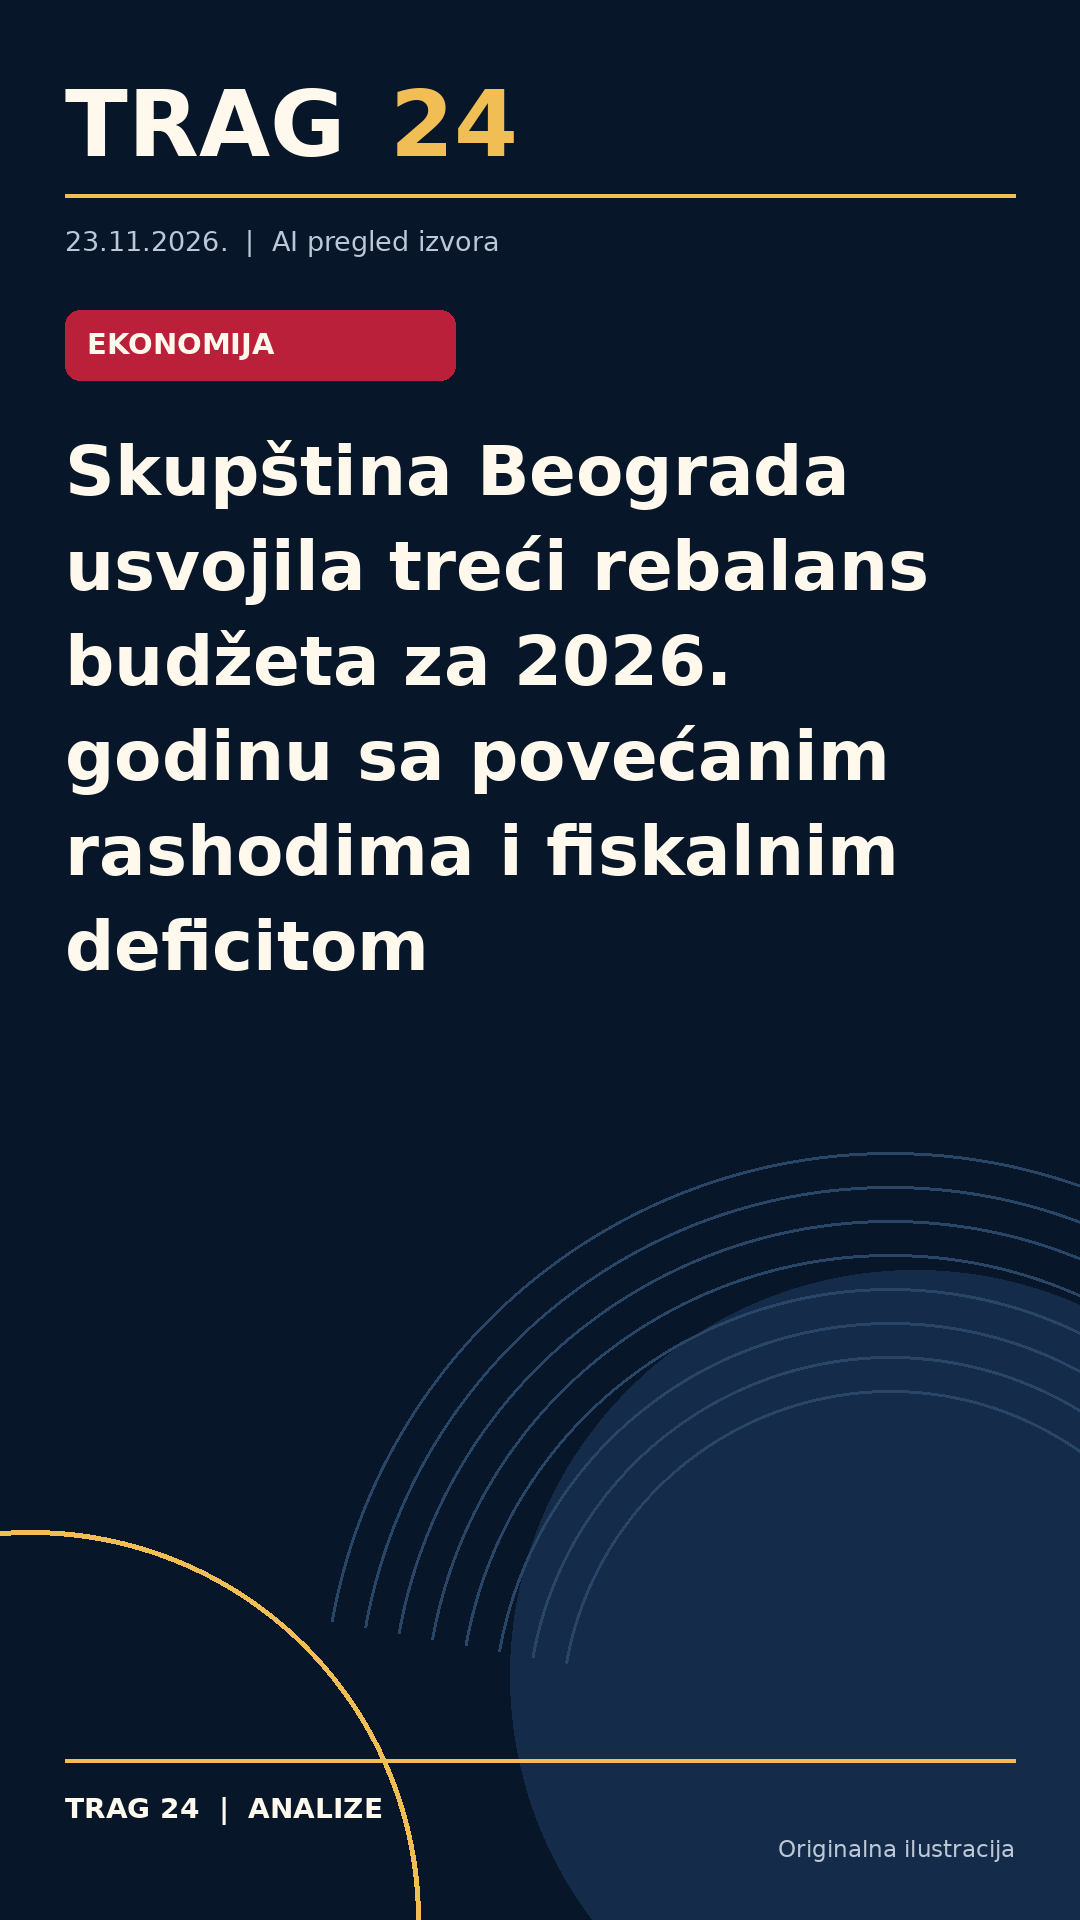 TRAG 24
23.11.2026. | AI pregled izvora
EKONOMIJA
Skupština Beograda
usvojila treći rebalans
budžeta za 2026.
godinu sa povećanim
rashodima i fiskalnim
deficitom
TRAG 24 | ANALIZE
Originalna ilustracija